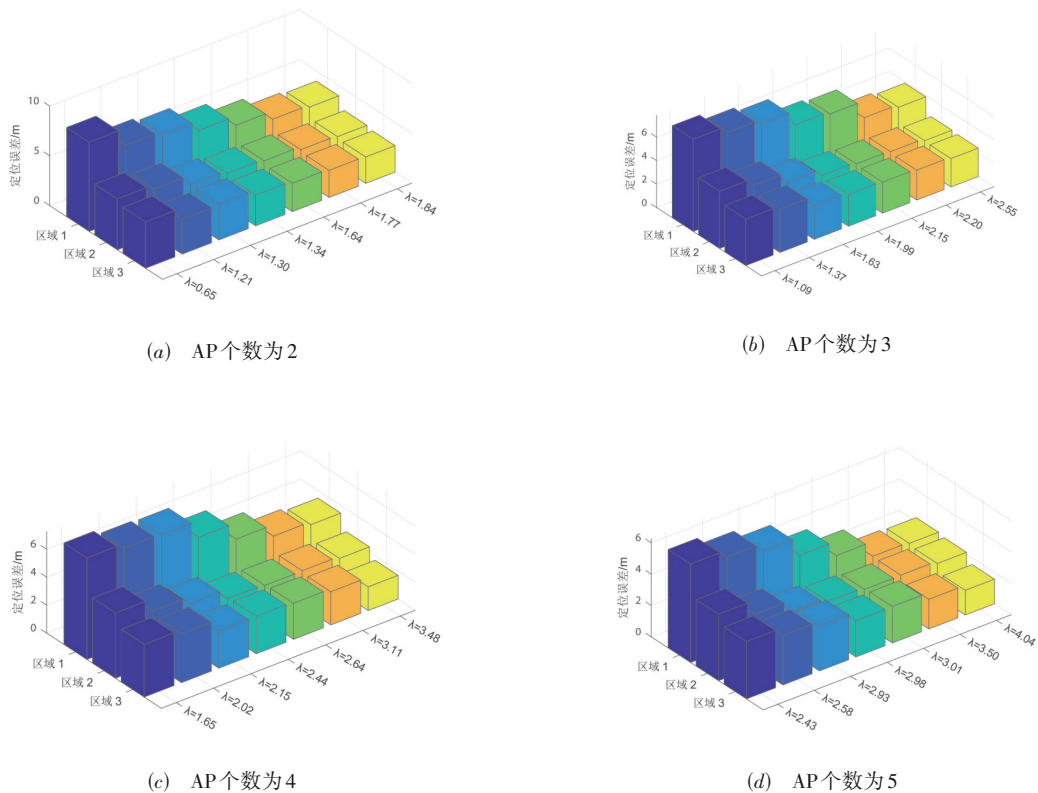 10
5
0
定位误差/m
区域 1
区域 2
区域 3
λ=0.65
λ=1.21
λ=1.30
λ=1.34
λ=1.64
λ=1.77
λ=1.84
(a) AP个数为2
6
4
2
0
定位误差/m
区域 1
区域 2
区域 3
λ=1.09
λ=1.37
λ=1.63
λ=1.99
λ=2.15
λ=2.20
λ=2.55
(b) AP个数为3
6
4
2
0
定位误差/m
区域 1
区域 2
区域 3
λ=1.65
λ=2.02
λ=2.15
λ=2.44
λ=2.64
λ=3.11
λ=3.48
(c) AP个数为4
6
4
2
0
定位误差/m
区域 1
区域 2
区域 3
λ=2.43
λ=2.58
λ=2.93
λ=2.98
λ=3.01
λ=3.50
λ=4.04
(d) AP个数为5